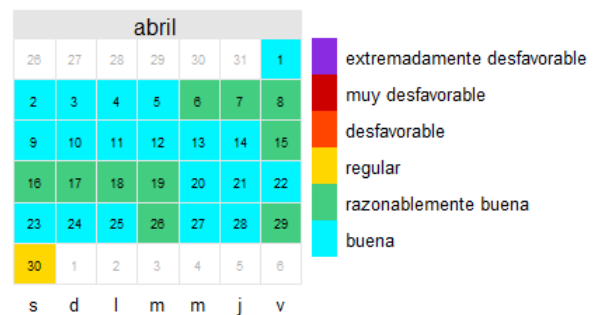 abril
26 27 28 29 30 31 1
2 3 4 5 6 7 8
9 10 11 12 13 14 15
16 17 18 19 20 21 22
23 24 25 26 27 28 29
30 1 2 3 4 5 6
s d l m m j v
extremadamente desfavorable
muy desfavorable
desfavorable
regular
razonablemente buena
buena